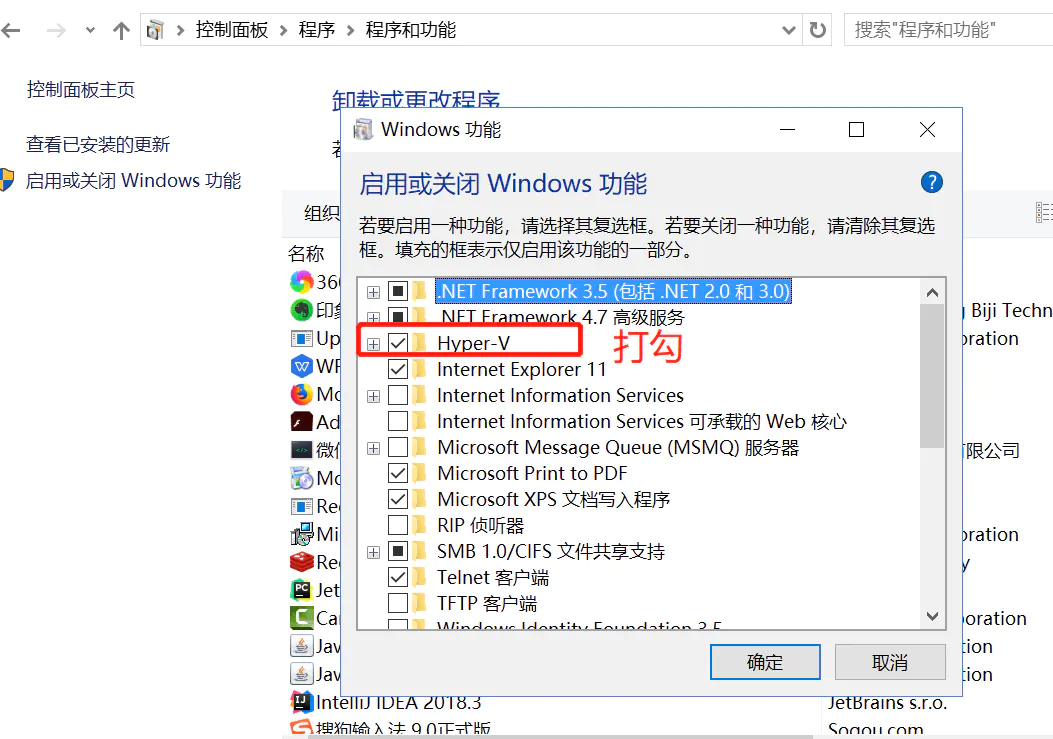 控制面板 > 程序 > 程序和功能
搜索"程序和功能"
控制面板主页
查看已安装的更新
启用或关闭 Windows 功能
卸载或更改程序
组织
名称
Windows 功能
启用或关闭 Windows 功能
若要启用一种功能，请选择其复选框。若要关闭一种功能，请清除其复选
框。填充的框表示仅启用该功能的一部分。
.NET Framework 3.5 (包括 .NET 2.0 和 3.0)
.NET Framework 4.7 高级服务
Hyper-V
打勾
Internet Explorer 11
Internet Information Services
Internet Information Services 可承载的 Web 核心
Microsoft Message Queue (MSMQ) 服务器
Microsoft Print to PDF
Microsoft XPS 文档写入程序
RIP 侦听器
SMB 1.0/CIFS 文件共享支持
Telnet 客户端
TFTP 客户端
Windows Identity Foundation 3.5
确定
取消
360
印象
Up
WP
Mo
Ad
微信
Mo
Re
Mi
Re
Jet
Car
Jav
Jav
IntelliJ IDEA 2018.3
搜狗输入法 9.0正式版
Biji Techn
oration
限公司
oration
y
poration
tion
tion
JetBrains s.r.o.
Sogou.com